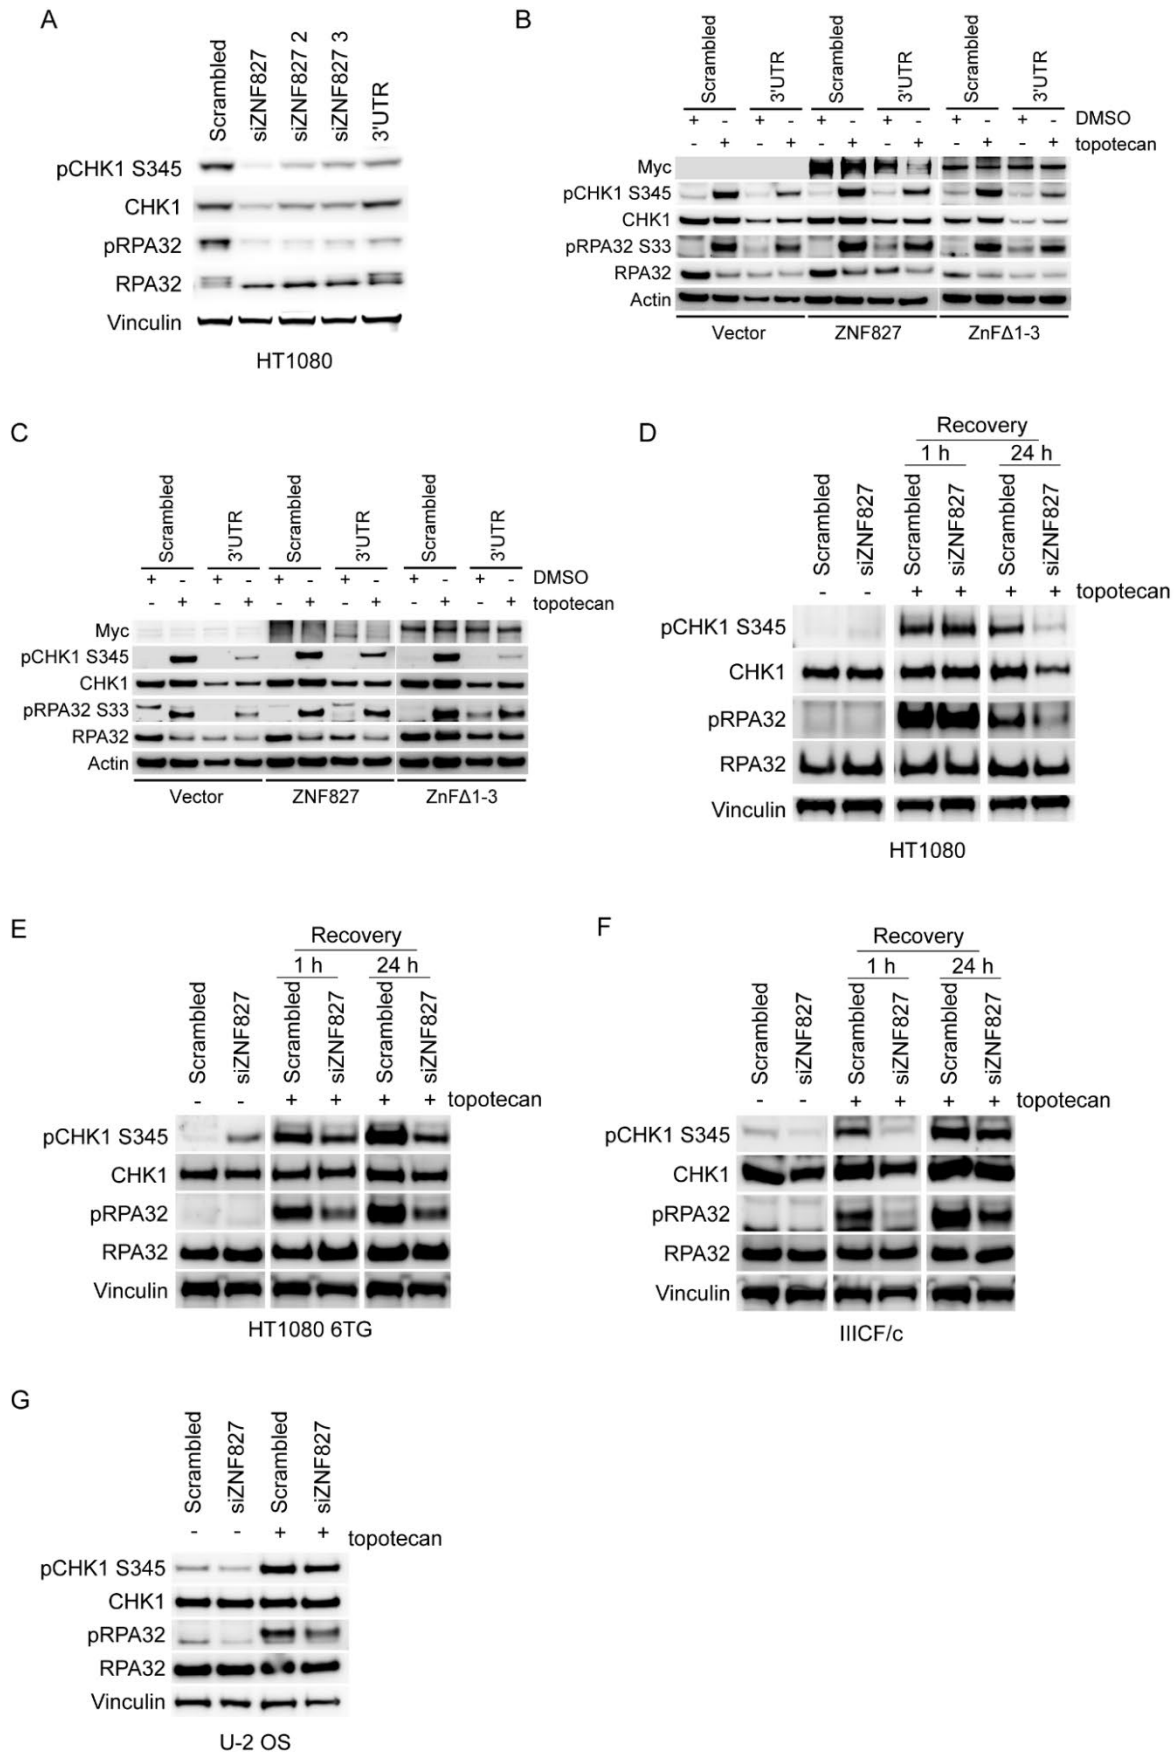 A
Scrambled
siZNF827
siZNF827 2
siZNF827 3
3'UTR
pCHK1 S345
CHK1
pRPA32
RPA32
Vinculin
HT1080
B
Scrambled 3'UTR Scrambled 3'UTR Scrambled 3'UTR
+ - + - + - + - + - + - DMSO
- + - + - + - + - + - + topotecan
Myc
pCHK1 S345
CHK1
pRPA32 S33
RPA32
Actin
Vector ZNF827 ZnFΔ1-3
C
Scrambled 3'UTR Scrambled 3'UTR Scrambled 3'UTR
+ - + - + - + - + - + - DMSO
- + - + - + - + - + - + topotecan
Myc
pCHK1 S345
CHK1
pRPA32 S33
RPA32
Actin
Vector ZNF827 ZnFΔ1-3
D
Recovery
1 h 24 h
Scrambled siZNF827 Scrambled siZNF827 Scrambled siZNF827
- - + + + + topotecan
pCHK1 S345
CHK1
pRPA32
RPA32
Vinculin
HT1080
E
Recovery
1 h 24 h
Scrambled siZNF827 Scrambled siZNF827 Scrambled siZNF827
- - + + + + topotecan
pCHK1 S345
CHK1
pRPA32
RPA32
Vinculin
HT1080 6TG
F
Recovery
1 h 24 h
Scrambled siZNF827 Scrambled siZNF827 Scrambled siZNF827
- - + + + + topotecan
pCHK1 S345
CHK1
pRPA32
RPA32
Vinculin
IIICF/c
G
Scrambled siZNF827 Scrambled siZNF827
- - + + topotecan
pCHK1 S345
CHK1
pRPA32
RPA32
Vinculin
U-2 OS